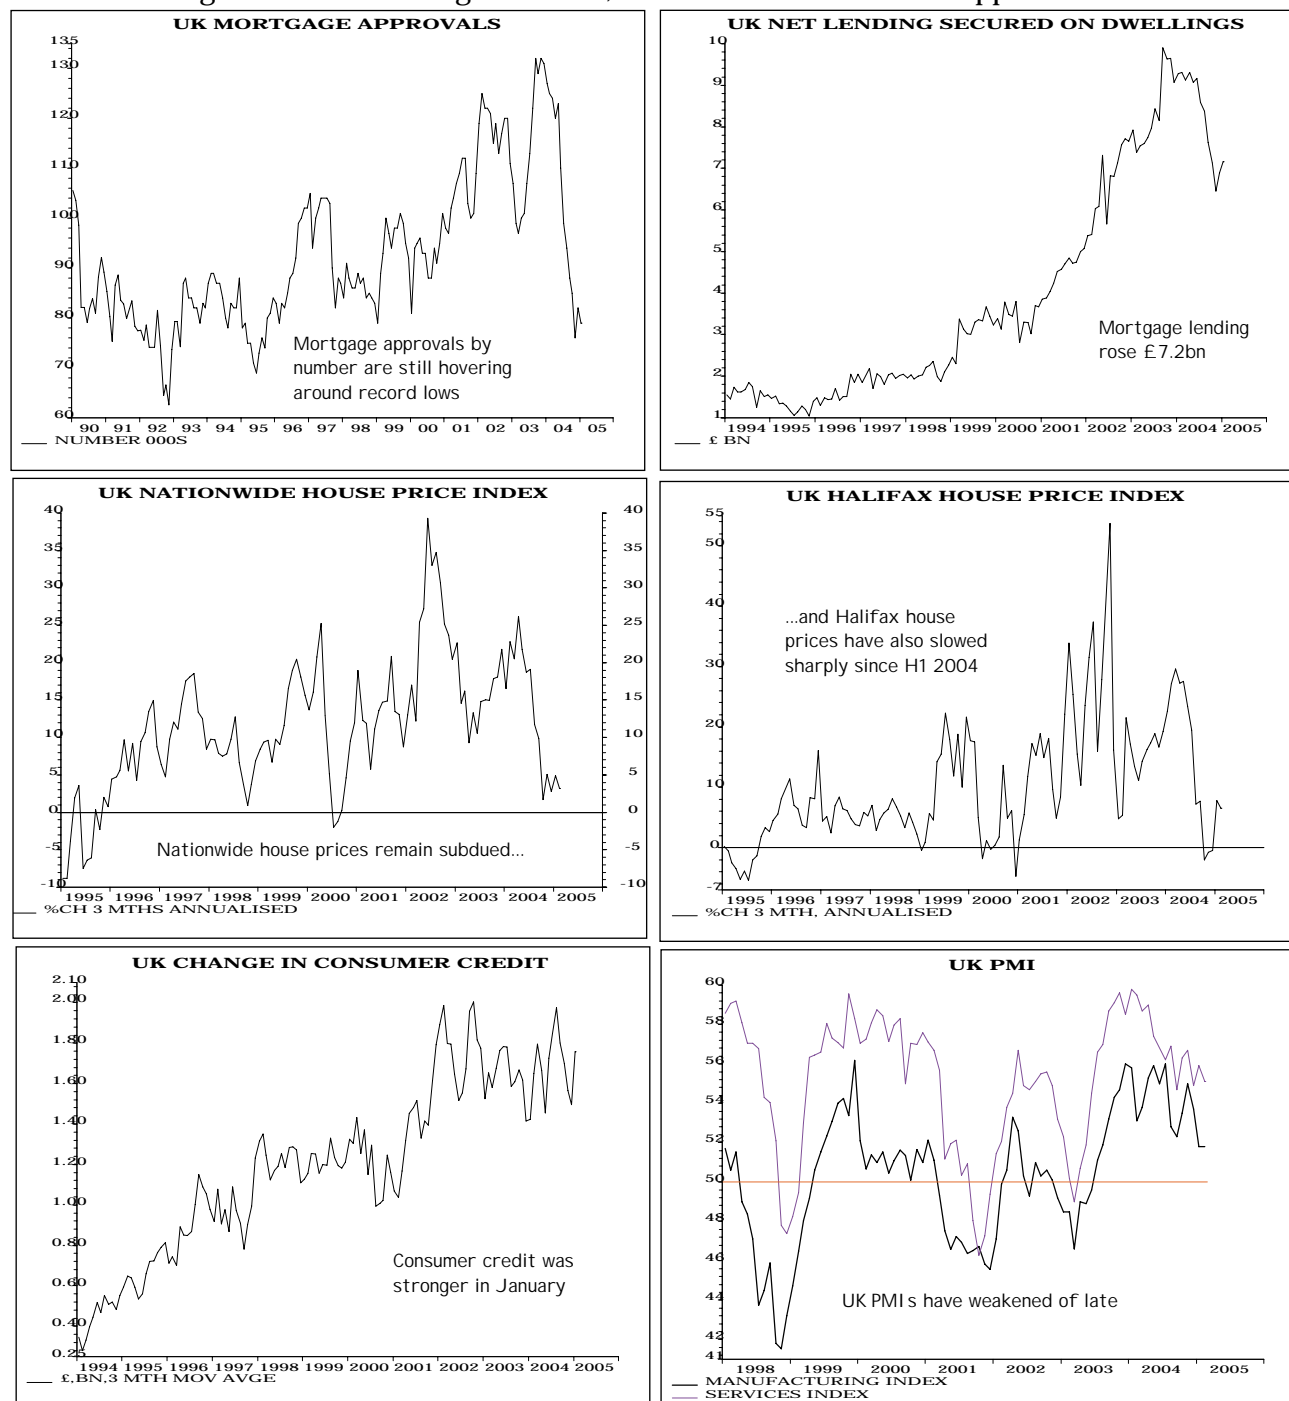 UK MORTGAGE APPROVALS
135
130
120
110
100
90
80
70
60
Mortgage approvals by
number are still hovering
around record lows
90 91 92 93 94 95 96 97 98 99 00 01 02 03 04 05
NUMBER 000S
UK NET LENDING SECURED ON DWELLINGS
10
9
8
7
6
5
4
3
2
1
Mortgage lending
rose £7.2bn
1994 1995 1996 1997 1998 1999 2000 2001 2002 2003 2004 2005
£ BN
UK NATIONWIDE HOUSE PRICE INDEX
40 40
35 35
30 30
25 25
20 20
15 15
10 10
5 5
0 0
-5 -5
-10 -10
Nationwide house prices remain subdued...
1995 1996 1997 1998 1999 2000 2001 2002 2003 2004 2005
%CH 3 MTHS ANNUALISED
UK HALIFAX HOUSE PRICE INDEX
55
50
40
30
20
10
0
-7
...and Halifax house
prices have also slowed
sharply since H1 2004
1995 1996 1997 1998 1999 2000 2001 2002 2003 2004 2005
%CH 3 MTH, ANNUALISED
UK CHANGE IN CONSUMER CREDIT
2.10
2.00
1.80
1.60
1.40
1.20
1.00
0.80
0.60
0.40
0.25
Consumer credit was
stronger in January
1994 1995 1996 1997 1998 1999 2000 2001 2002 2003 2004 2005
£,BN,3 MTH MOV AVGE
UK PMI
60
58
56
54
52
50
48
46
44
42
41
UK PMIs have weakened of late
1998 1999 2000 2001 2002 2003 2004 2005
MANUFACTURING INDEX
SERVICES INDEX